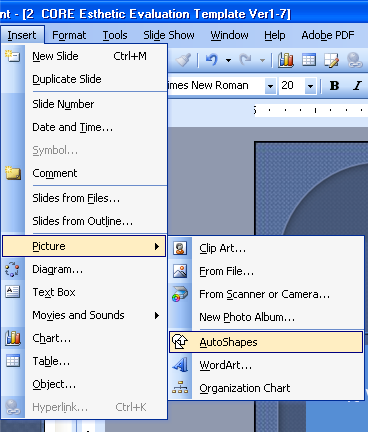 nt - [2 CORE Esthetic Evaluation Template Ver1-7]
Insert Format Tools Slide Show Window Help Adobe PDF
New Slide Ctrl+M
imes New Roman 20 B I
Duplicate Slide
Slide Number
Date and Time...
Symbol...
Comment
Slides from Files...
Slides from Outline...
Picture
Diagram...
Text Box
Movies and Sounds
Chart...
Table...
Object...
Hyperlink... Ctrl+K
Clip Art...
From File...
From Scanner or Camera...
New Photo Album...
AutoShapes
WordArt...
Organization Chart